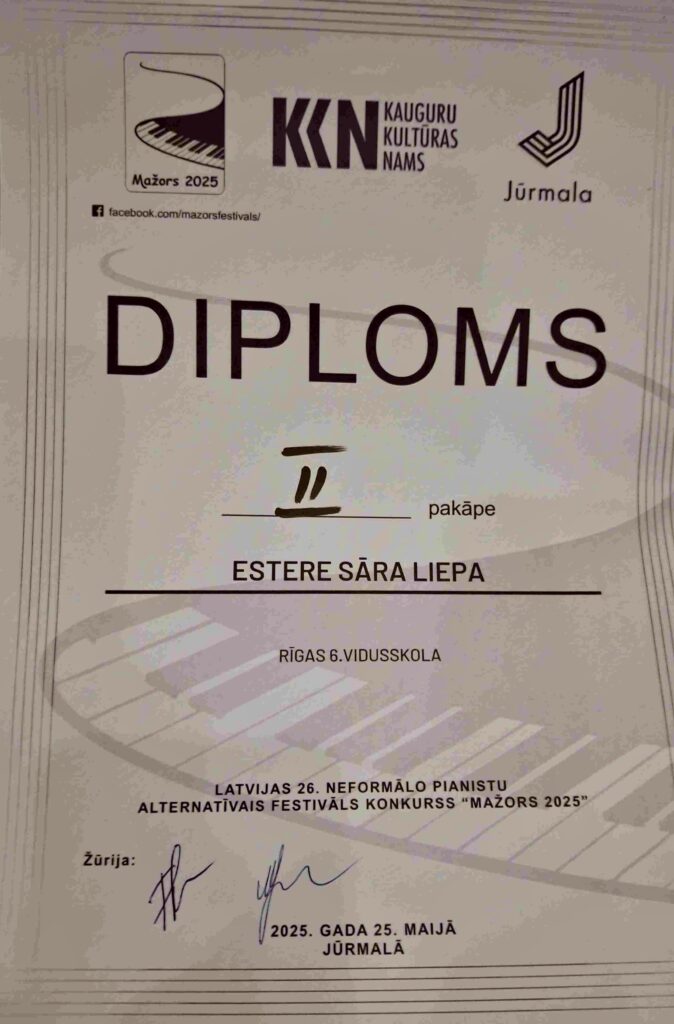 Mažors 2025
KKN KAUGURU
KULTŪRAS
NAMS
Jūrmala
facebook.com/mazorsfestivals/
DIPLOMS
II pakāpe
ESTERE SĀRA LIEPA
RĪGAS 6.VIDUSSKOLA
LATVIJAS 26. NEFORMĀLO PIANISTU
ALTERNATĪVAIS FESTIVĀLS KONKURSS “MAŽORS 2025”
Žūrija:
2025. GADA 25. MAIJĀ
JŪRMALĀ